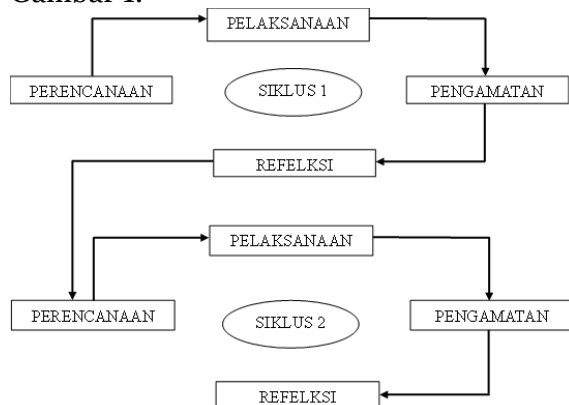 Gambar 1.
PELAKSANAAN
PERENCANAAN
SIKLUS 1
PENGAMATAN
REFELKSI
PELAKSANAAN
PERENCANAAN
SIKLUS 2
PENGAMATAN
REFELKSI